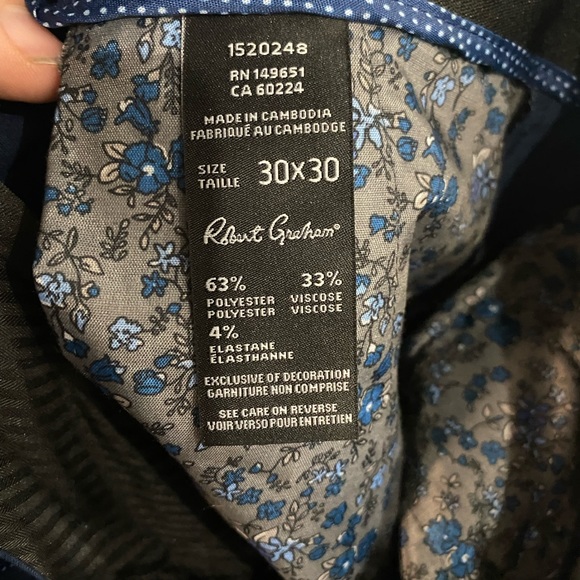 1520248
RN 149651
CA 60224
MADE IN CAMBODIA
FABRIQUÉ AU CAMBODGE
SIZE
TAILLE 30X30
Robert Graham
63% 33%
POLYESTER VISCOSE
POLYESTER VISCOSE
4%
ELASTANE
ÉLASTHANNE
EXCLUSIVE OF DECORATION
GARNITURE NON COMPRISE
SEE CARE ON REVERSE
VOIR VERSO POUR ENTRETIEN